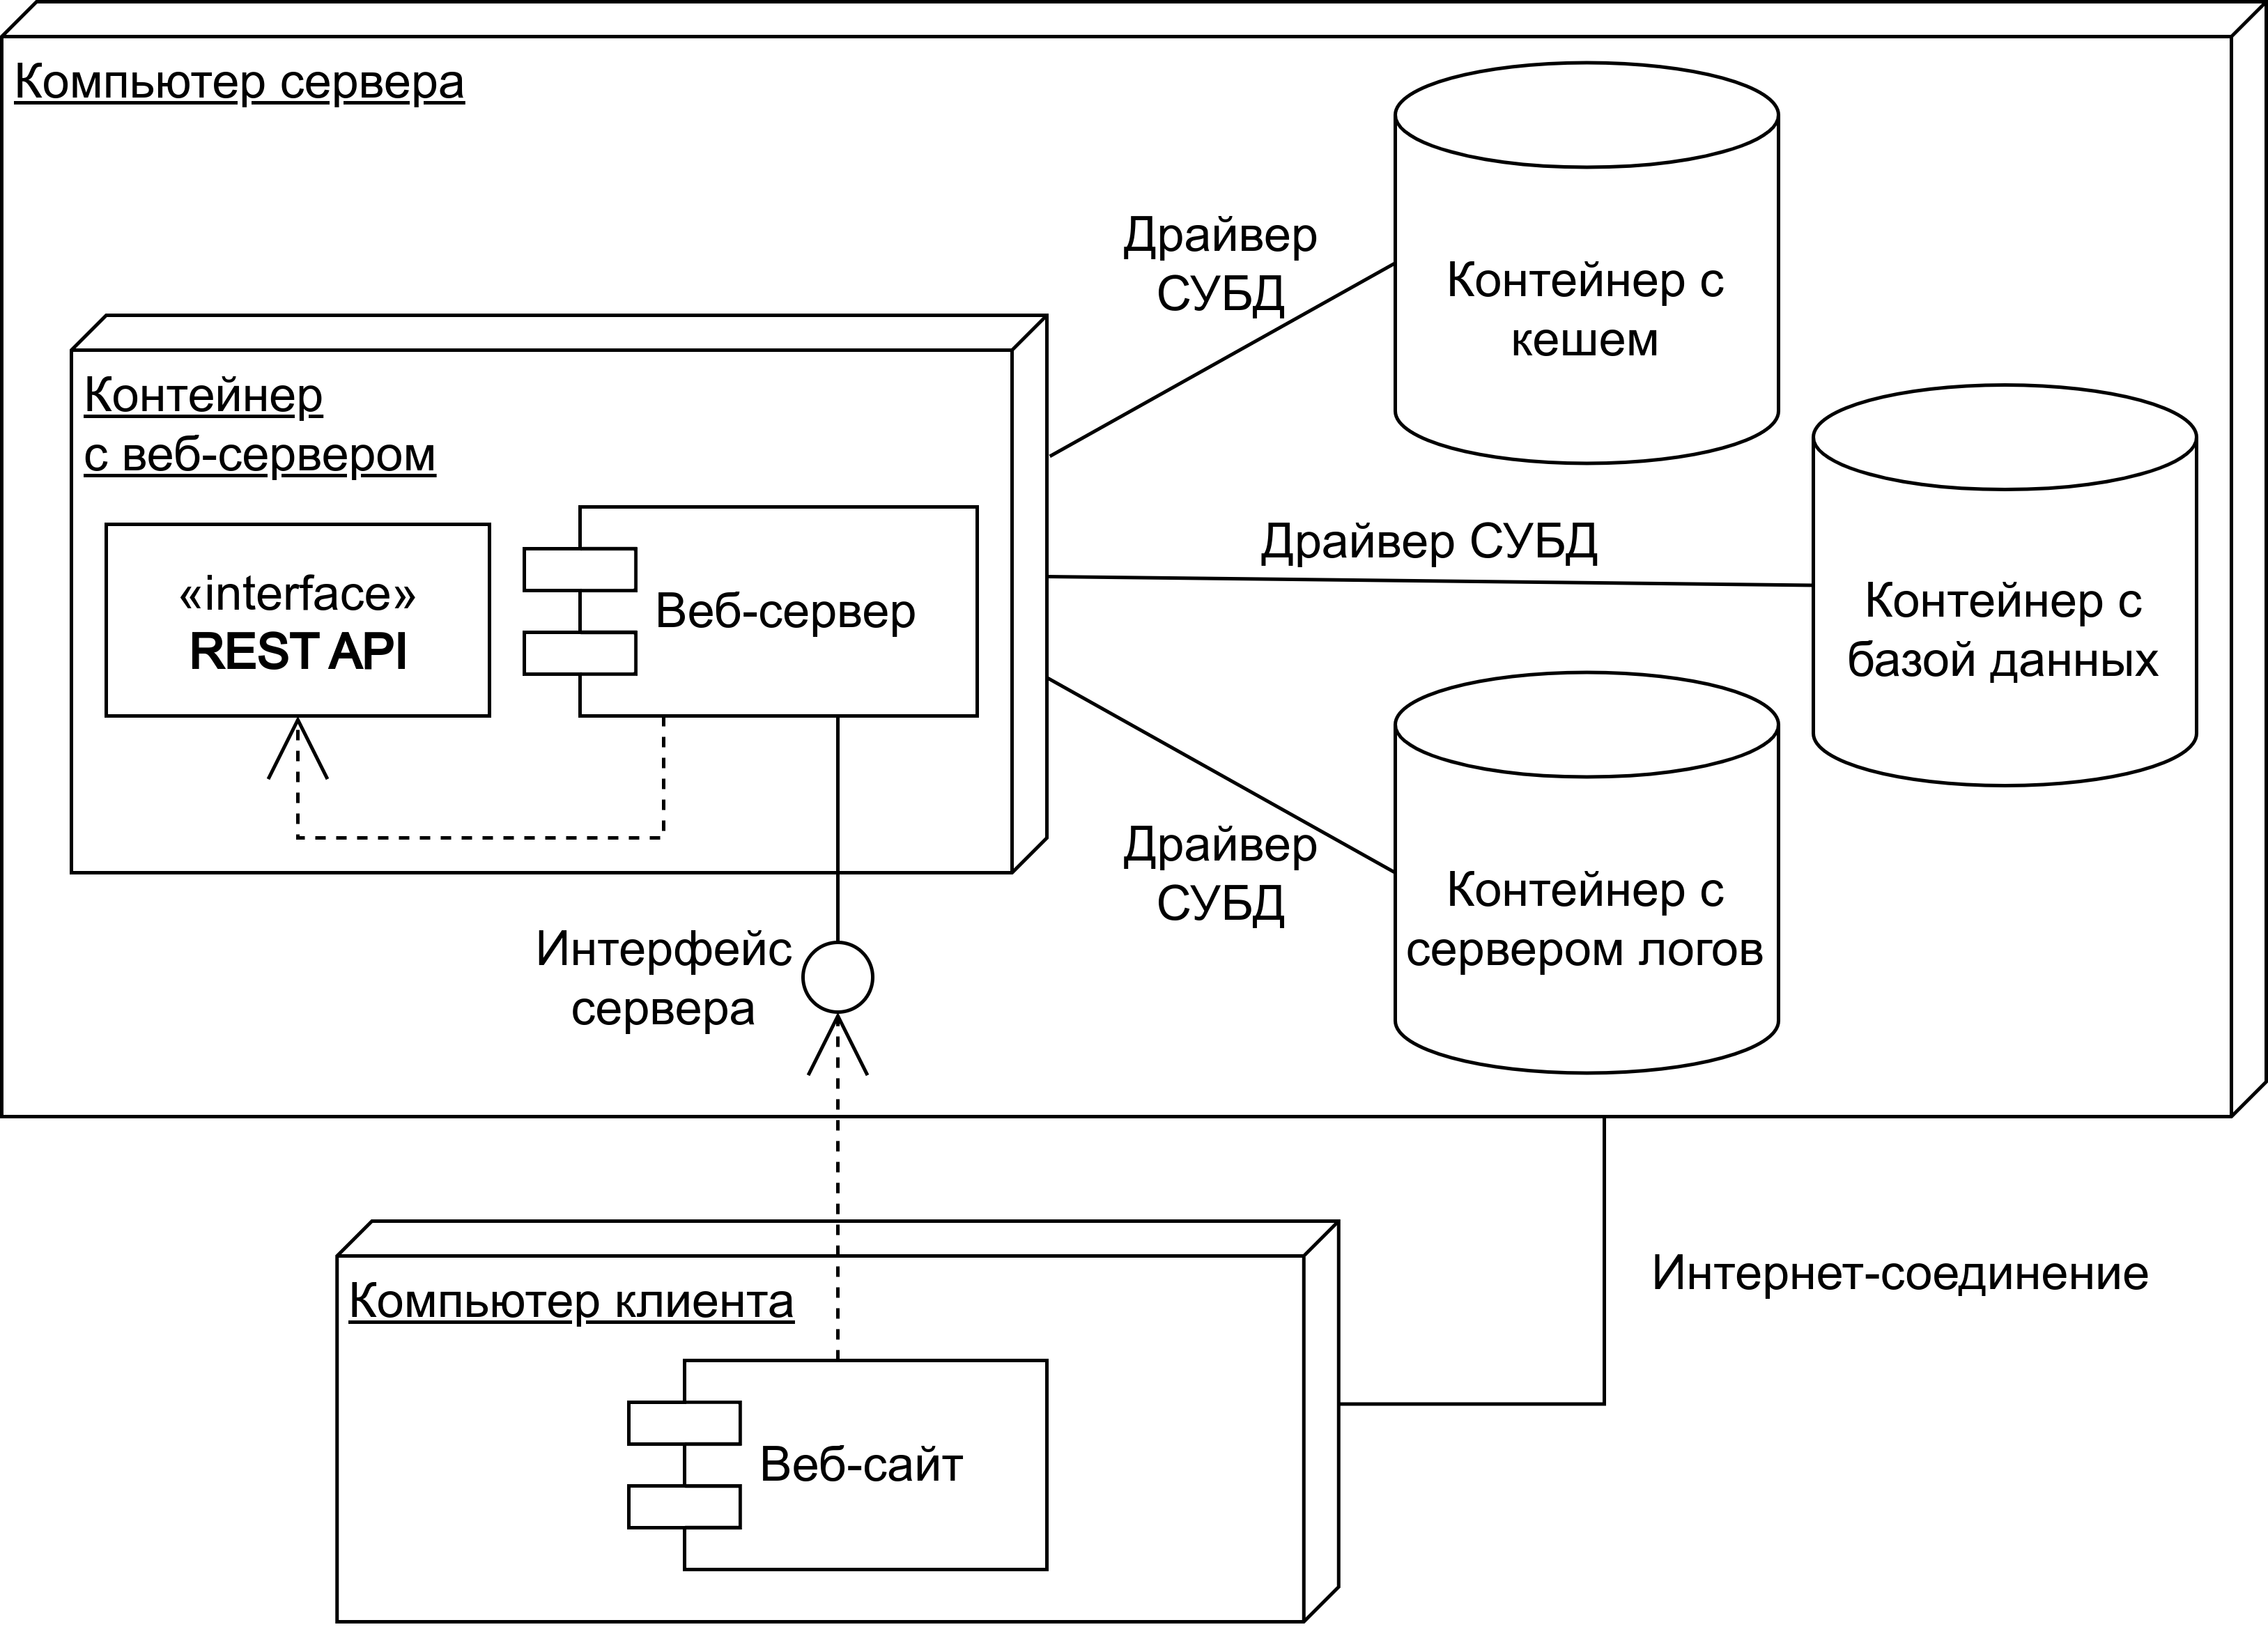 Компьютер сервера
Драйвер
СУБД
Контейнер с
кешем
Контейнер
с веб-сервером
«interface»
REST API
Веб-сервер
Драйвер СУБД
Контейнер с
базой данных
Драйвер
СУБД
Контейнер с
сервером логов
Интерфейс
сервера
Интернет-соединение
Компьютер клиента
Веб-сайт